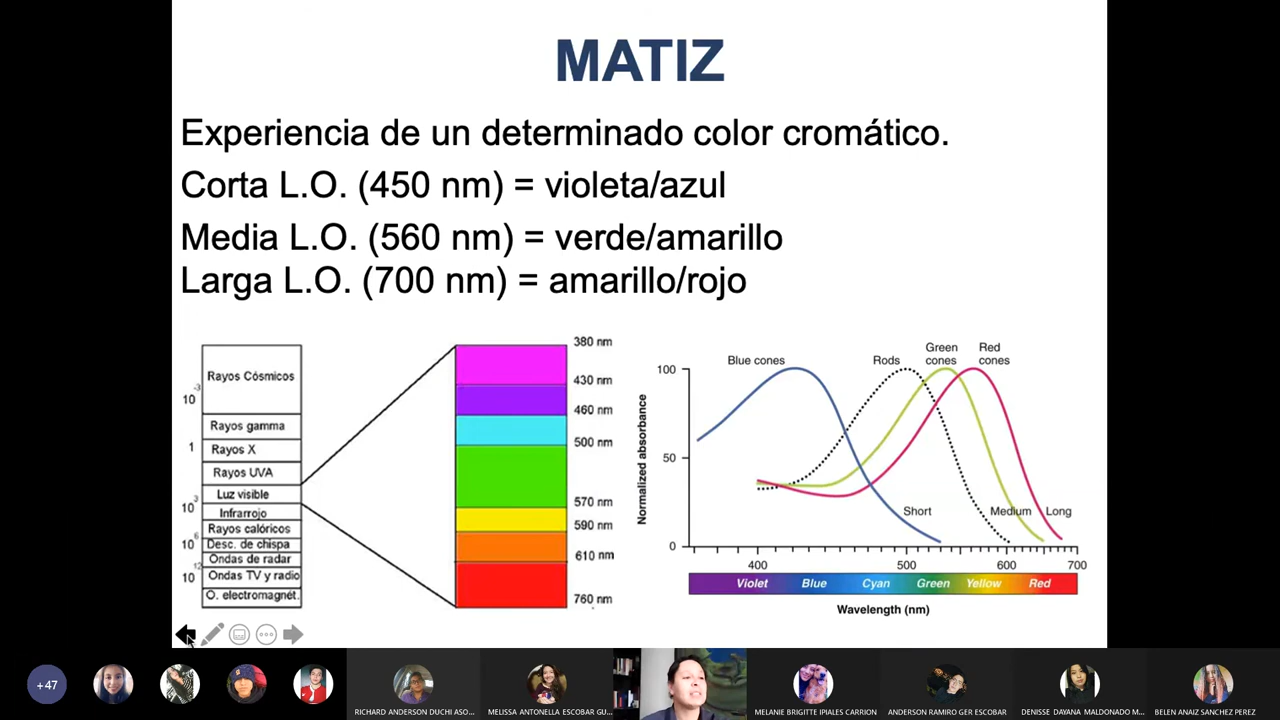 MATIZ
Experiencia de un determinado color cromático.
Corta L.O. (450 nm) = violeta/azul
Media L.O. (560 nm) = verde/amarillo
Larga L.O. (700 nm) = amarillo/rojo
Rayos Cósmicos
10^-3
Rayos gamma
1
Rayos X
Rayos UVA
Luz visible
10^3
Infrarrojo
Rayos calóricos
10^6
Desc. de chispa
Ondas de radar
10^12
Ondas TV y radio
O. electromagnét.
380 nm
430 nm
460 nm
500 nm
570 nm
590 nm
610 nm
760 nm
Blue cones
Rods
Green cones
Red cones
100
50
0
Normalized absorbance
Short
Medium
Long
400
500
600
700
Violet
Blue
Cyan
Green
Yellow
Red
Wavelength (nm)
+47
RICHARD ANDERSON DUCHI ASO...
MELISSA ANTONELLA ESCOBAR GU...
MELANIE BRIGITTE IPIALES CARRION
ANDERSON RAMIRO GER ESCOBAR
DENISSE DAYANA MALDONADO M...
BELEN ANAIZ SANCHEZ PEREZ